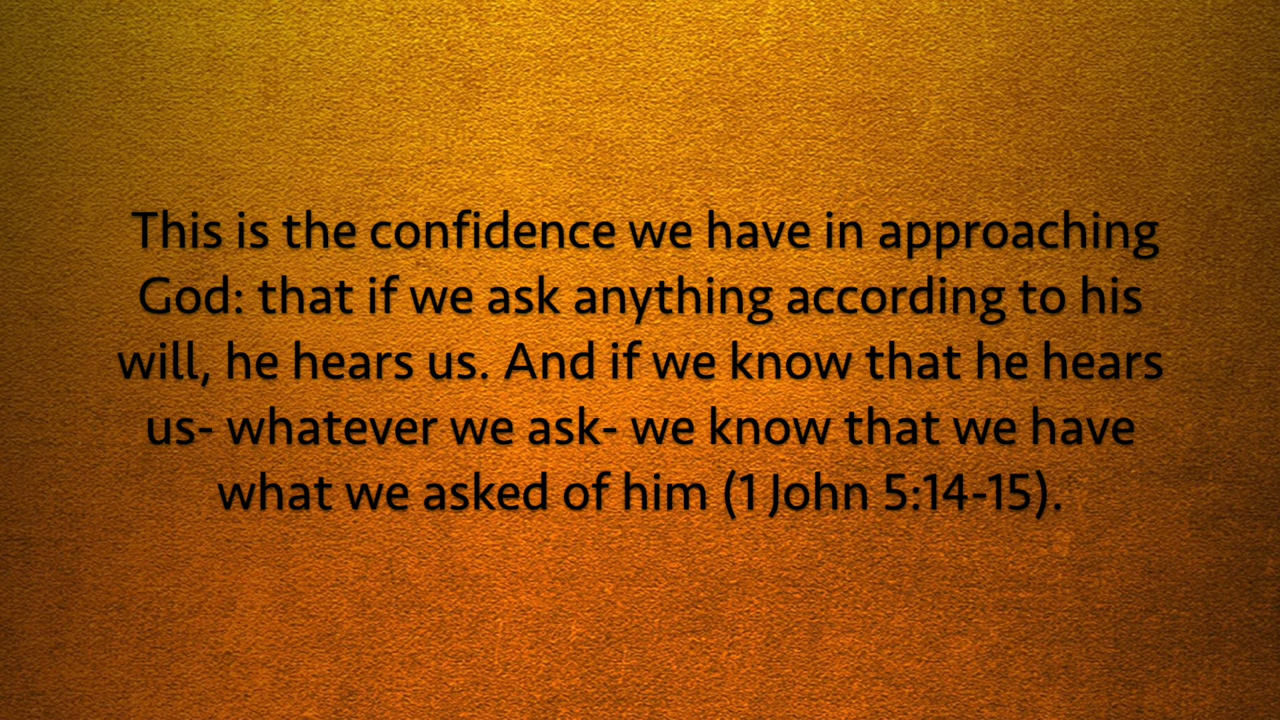 This is the confidence we have in approaching
God: that if we ask anything according to his
will, he hears us. And if we know that he hears
us- whatever we ask- we know that we have
what we asked of him (1 John 5:14-15).